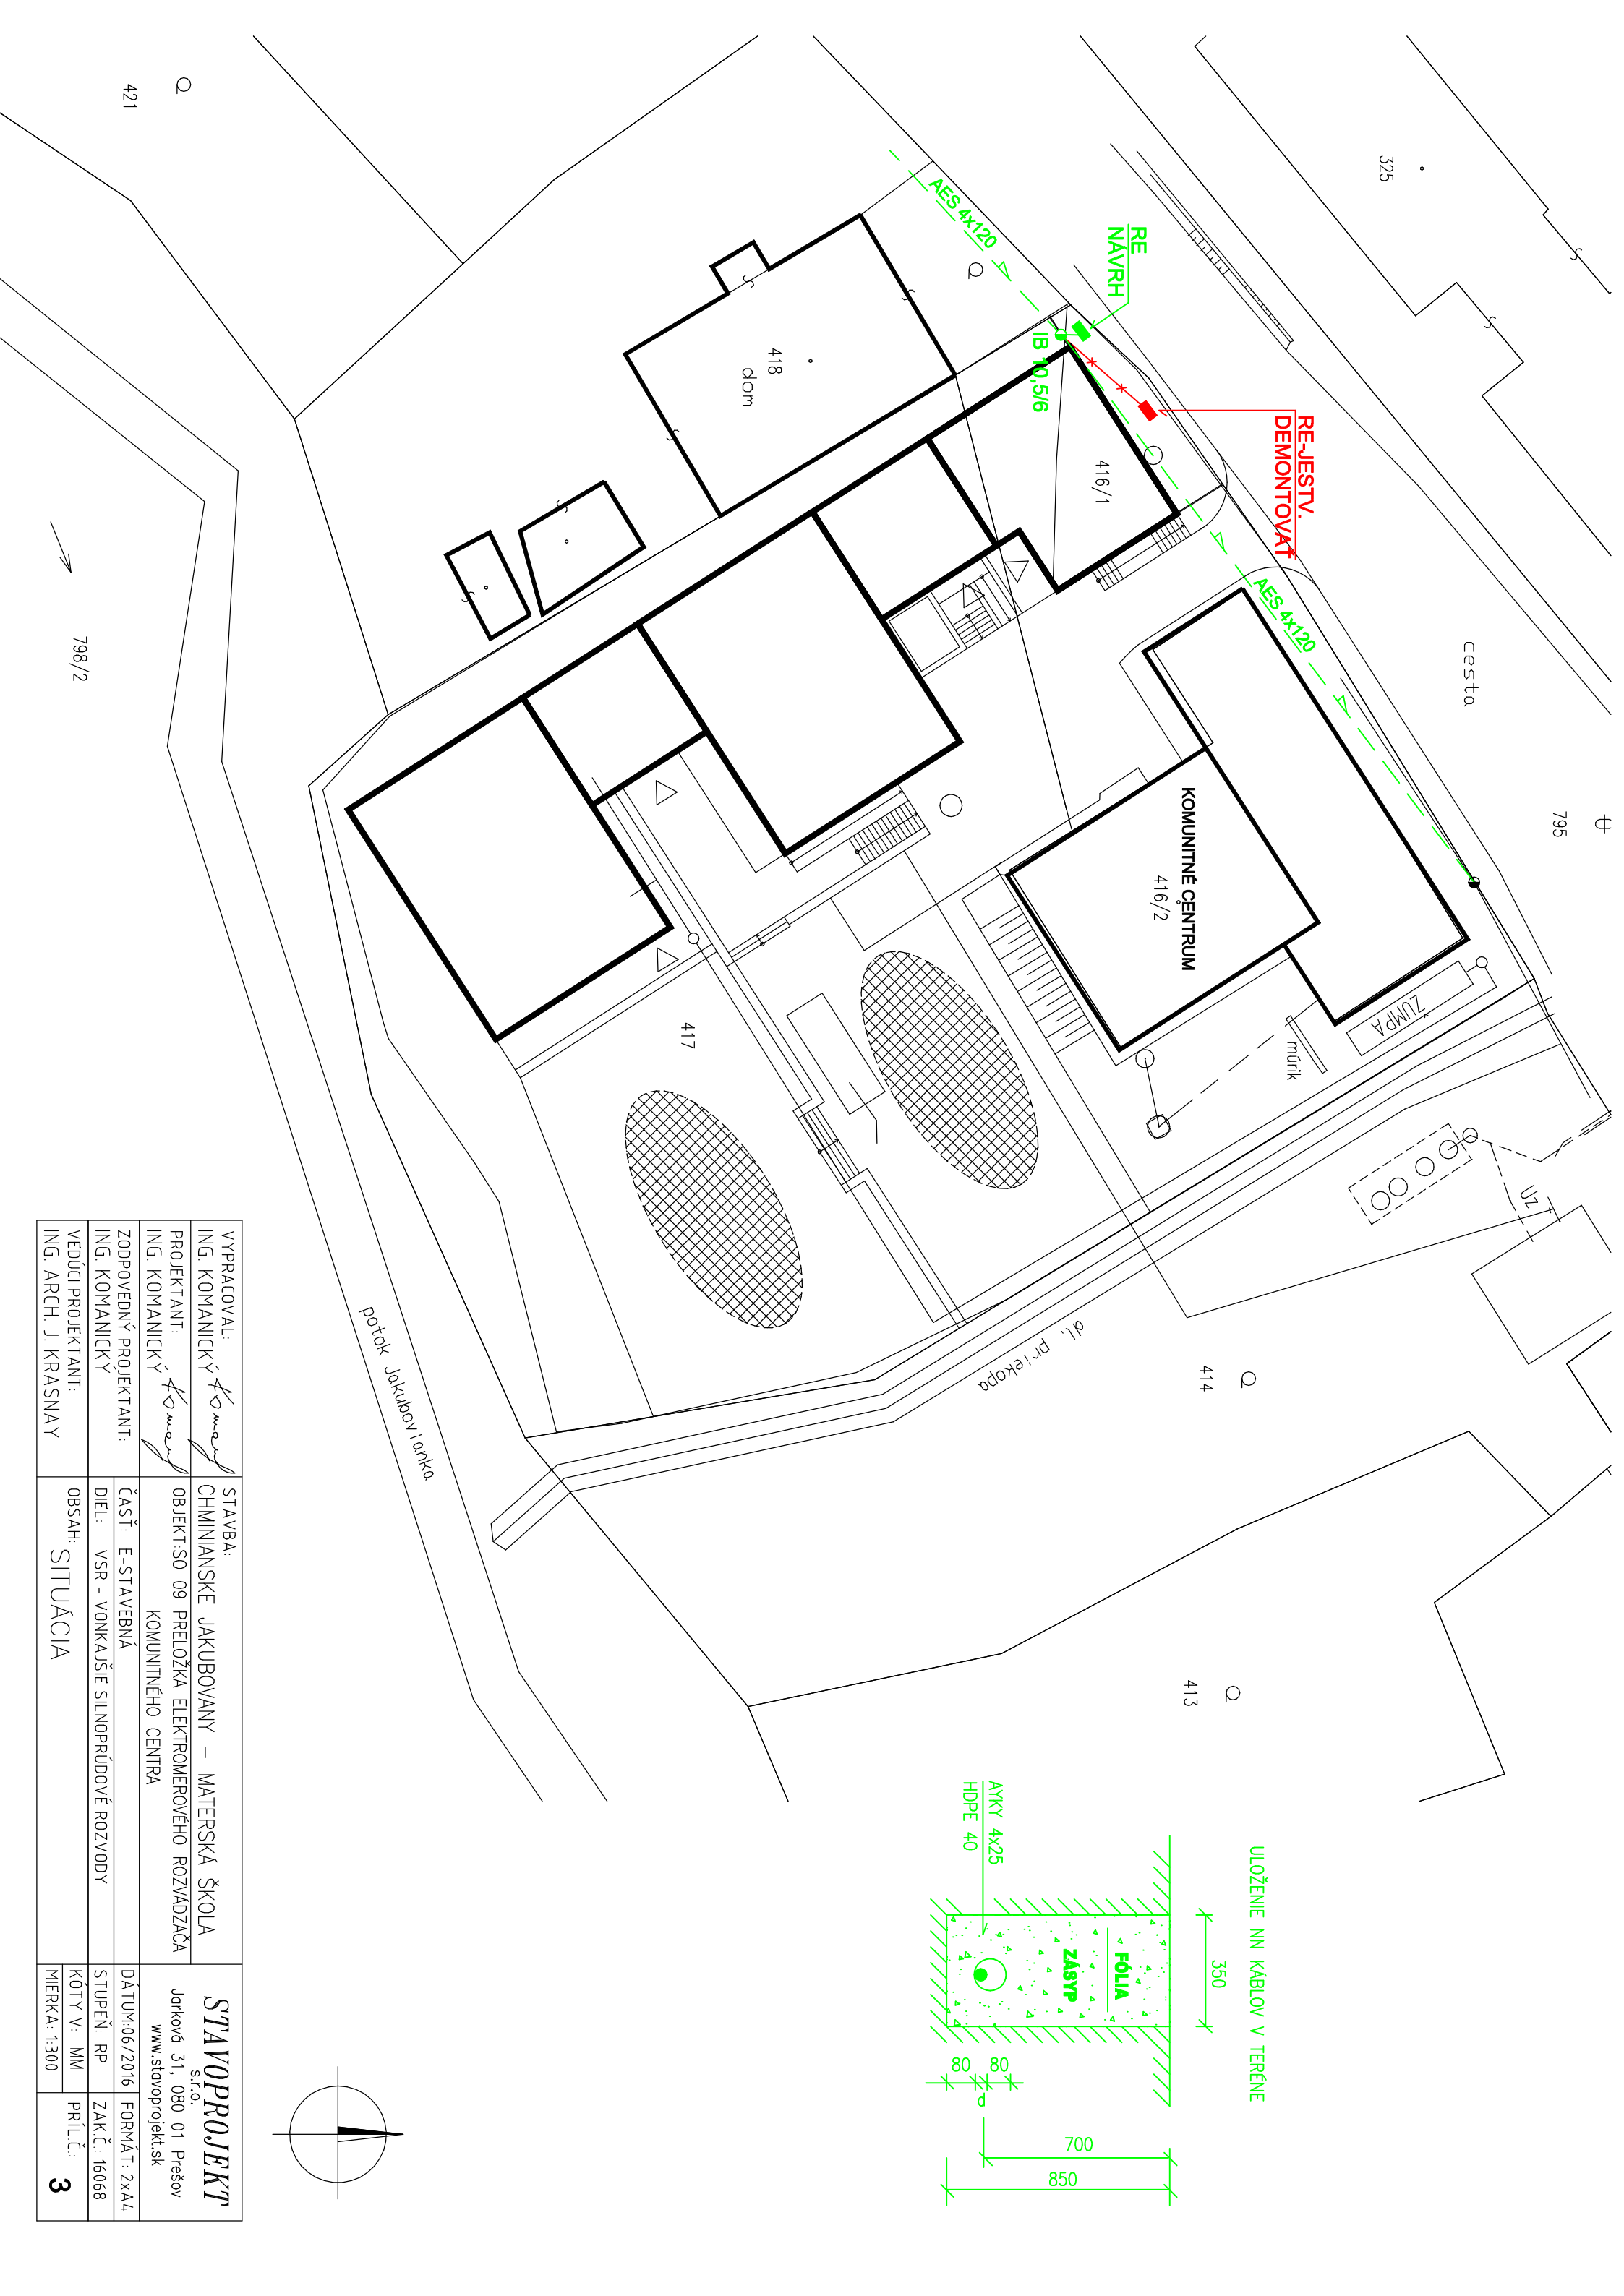 421
Q
325
AES 4x120
Q
RE
NÁVRH
IB 10,5/6
RE-JESTV.
DEMONTOVAŤ
418
dom
416/1
AES 4x120
cesta
795
798/2
KOMUNITNÉ CENTRUM
416/2
ŽUMPA
múrik
417
Uz
dl. priekopa
414
Q
potok Jakubovianka
413
Q
ULOŽENIE NN KÁBLOV V TERÉNE
AYKY 4x25
HDPE 40
FÓLIA
ZÁSYP
350
80
80
d
700
850
VYPRACOVAL:
ING. KOMANICKÝ
PROJEKTANT:
ING. KOMANICKÝ
ZODPOVEDNÝ PROJEKTANT:
ING. KOMANICKÝ
VEDÚCI PROJEKTANT:
ING. ARCH. J. KRASNAY
STAVBA:
CHMINIANSKE JAKUBOVANY – MATERSKÁ ŠKOLA
OBJEKT:SO 09 PRELOŽKA ELEKTROMEROVÉHO ROZVÁDZAČA
KOMUNITNÉHO CENTRA
ČASŤ: E-STAVEBNÁ
DIEL: VSR - VONKAJŠIE SILNOPRÚDOVÉ ROZVODY
OBSAH:
SITUÁCIA
STAVOPROJEKT
s.r.o.
Jarková 31, 080 01 Prešov
www.stavoprojekt.sk
DÁTUM:06/2016 FORMÁT: 2xA4
STUPEŇ: RP ZAK.Č.: 16068
KÓTY V: MM PRÍL.Č.:
MIERKA: 1:300 3